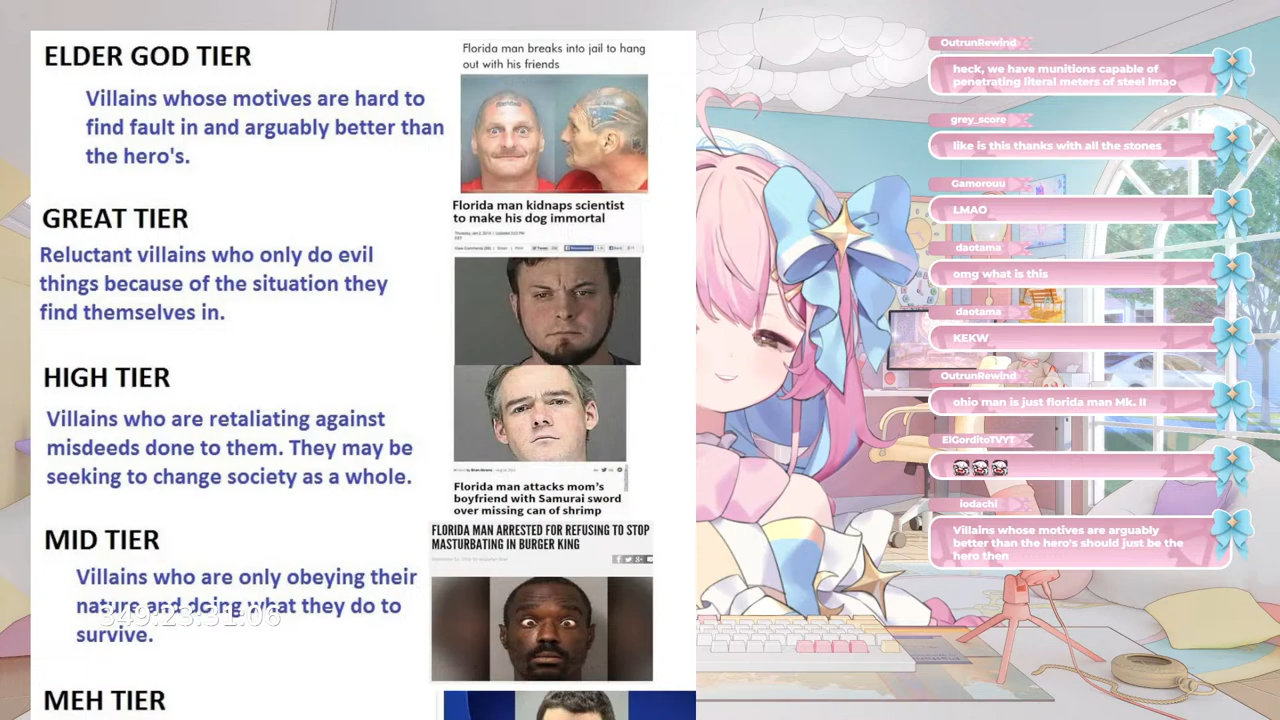 ELDER GOD TIER
Villains whose motives are hard to
find fault in and arguably better than
the hero's.
Florida man breaks into jail to hang
out with his friends
GREAT TIER
Reluctant villains who only do evil
things because of the situation they
find themselves in.
Florida man kidnaps scientist
to make his dog immortal
HIGH TIER
Villains who are retaliating against
misdeeds done to them. They may be
seeking to change society as a whole.
Florida man attacks mom's
boyfriend with Samurai sword
over missing can of shrimp
MID TIER
Villains who are only obeying their
nature and doing what they do to
survive.
349:23:31:06
FLORIDA MAN ARRESTED FOR REFUSING TO STOP
MASTURBATING IN BURGER KING
MEH TIER
OutrunRewind
heck, we have munitions capable of
penetrating literal meters of steel lmao
grey_score
like is this thanks with all the stones
Gamorouu
LMAO
daotama
omg what is this
daotama
KEKW
OutrunRewind
ohio man is just florida man Mk. II
ElGorditoTVYT
iodachi
Villains whose motives are arguably
better than the hero's should just be the
hero then